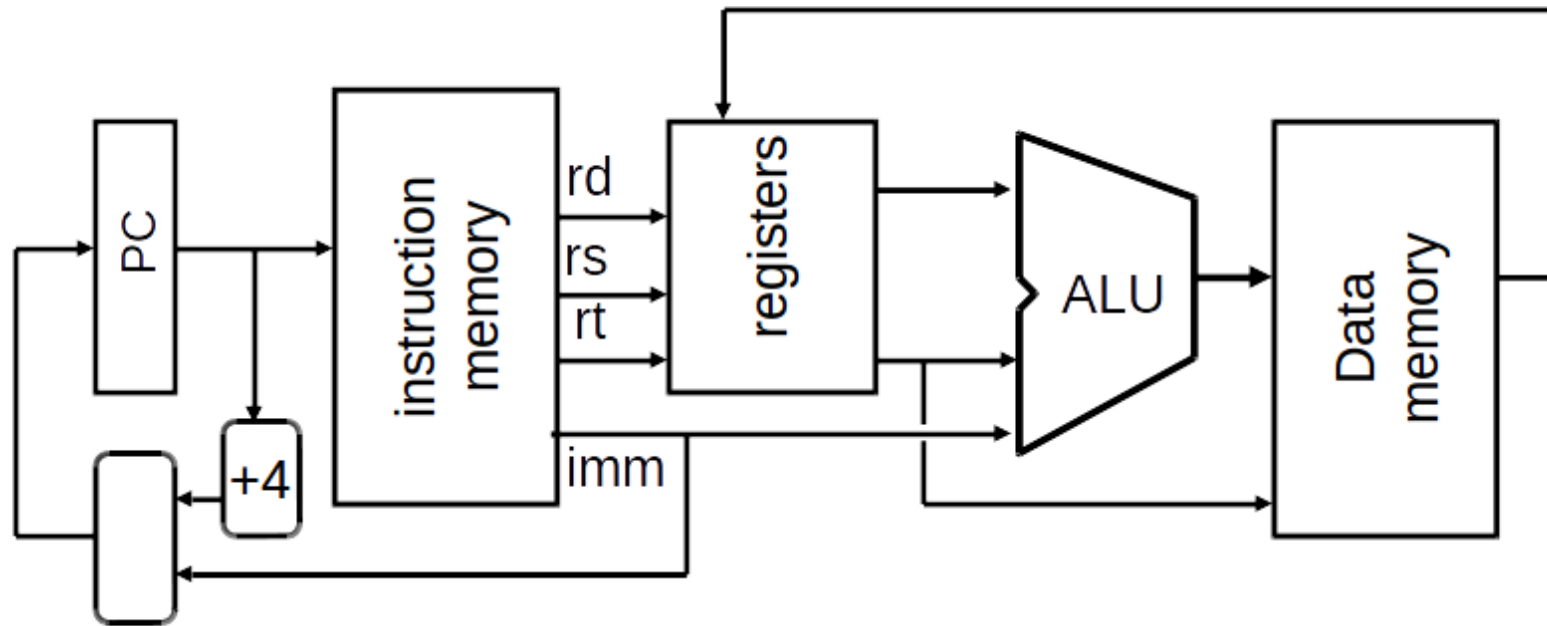 PC
+4
instruction
memory
rd
rs
rt
imm
registers
ALU
Data
memory